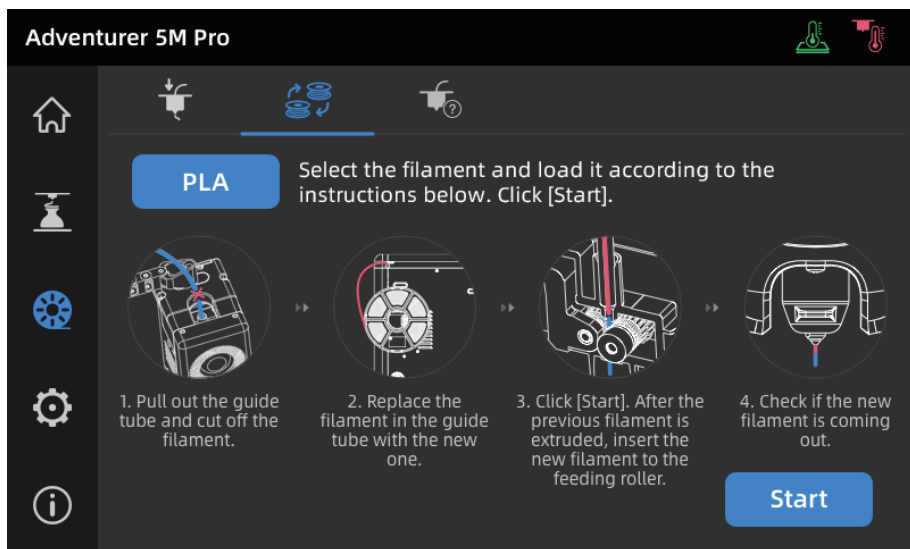 Adventurer 5M Pro
?
PLA
Select the filament and load it according to the
instructions below. Click [Start].
1. Pull out the guide
tube and cut off the
filament.
2. Replace the
filament in the guide
tube with the new
one.
3. Click [Start]. After the
previous filament is
extruded, insert the
new filament to the
feeding roller.
4. Check if the new
filament is coming
out.
Start